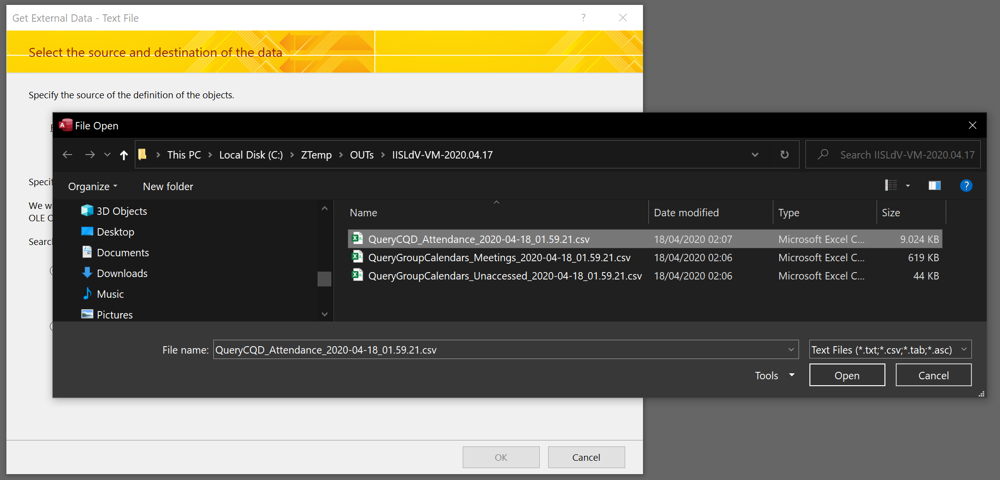 Get External Data - Text File
?
Select the source and destination of the data
Specify the source of the definition of the objects.
File Open
This PC > Local Disk (C:) > ZTemp > OUTs > IISLdV-VM-2020.04.17
Search IISLdV-VM-2020.04.17
Organize
New folder
?
3D Objects
Desktop
Documents
Downloads
Music
Pictures
Name Date modified Type Size
QueryCQD_Attendance_2020-04-18_01.59.21.csv 18/04/2020 02:07 Microsoft Excel C... 9.024 KB
QueryGroupCalendars_Meetings_2020-04-18_01.59.21.csv 18/04/2020 02:06 Microsoft Excel C... 619 KB
QueryGroupCalendars_Unaccessed_2020-04-18_01.59.21.csv 18/04/2020 02:06 Microsoft Excel C... 44 KB
File name: QueryCQD_Attendance_2020-04-18_01.59.21.csv
Text Files (*.txt;*.csv;*.tab;*.asc)
Tools
Open
Cancel
We w
OLE
OK
Cancel